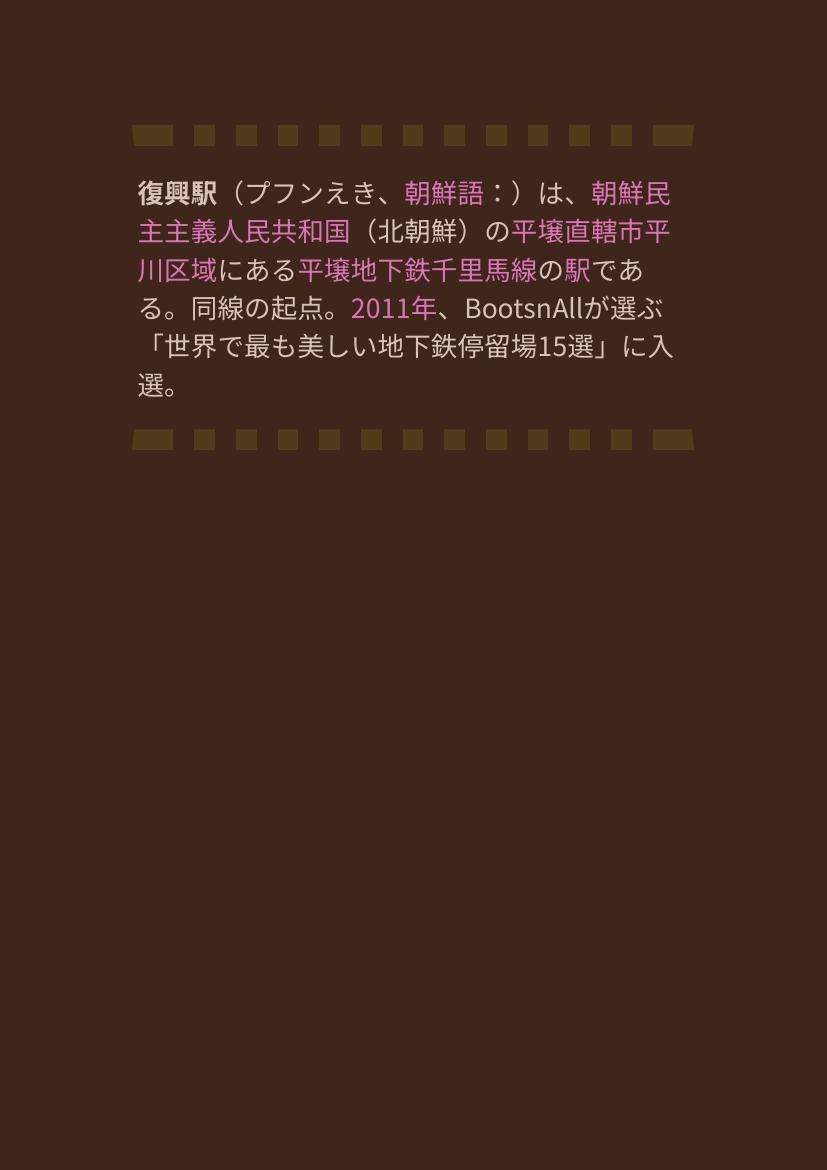 復興駅（プフンえき、朝鮮語：）は、朝鮮民
主主義人民共和国（北朝鮮）の平壌直轄市平
川区域にある平壌地下鉄千里馬線の駅であ
る。同線の起点。2011年、BootsnAllが選ぶ
「世界で最も美しい地下鉄停留場15選」に入
選。